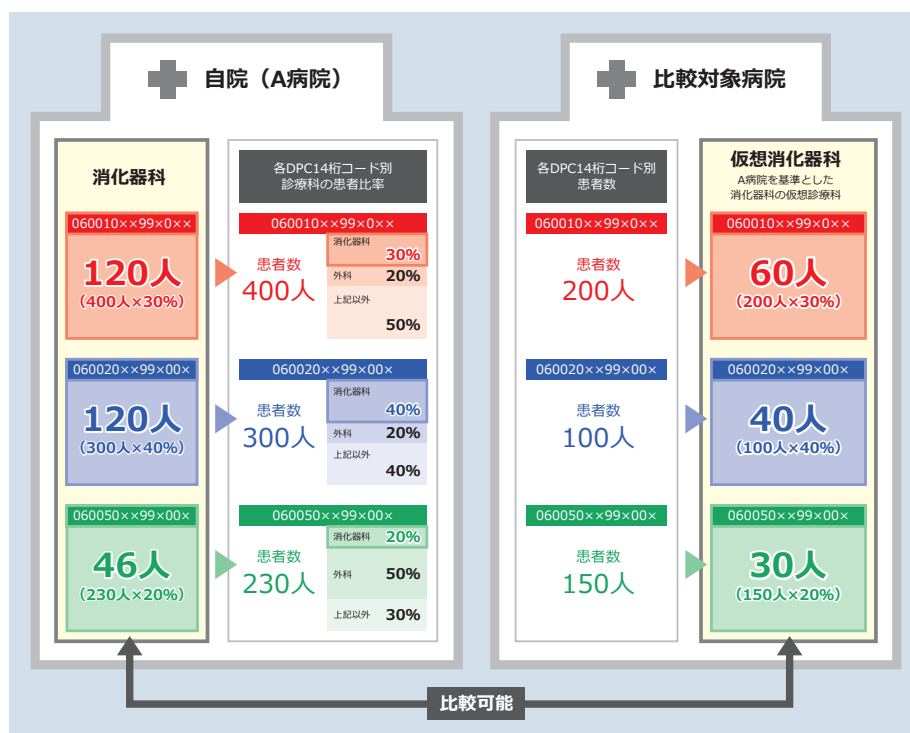 自院（A病院）
消化器科
060010××99×0××
120人
（400人×30%）
060020××99×00×
120人
（300人×40%）
060050××99×00×
46人
（230人×20%）
各DPC14桁コード別
診療科の患者比率
060010××99×0××
患者数
400人
消化器科
30%
外科 20%
上記以外
50%
060020××99×00×
患者数
300人
消化器科
40%
外科 20%
上記以外
40%
060050××99×00×
患者数
230人
消化器科 20%
外科 50%
上記以外 30%
比較対象病院
各DPC14桁コード別
患者数
060010××99×0××
患者数
200人
060020××99×00×
患者数
100人
060050××99×00×
患者数
150人
仮想消化器科
A病院を基準とした
消化器科の仮想診療科
060010××99×0××
60人
（200人×30%）
060020××99×00×
40人
（100人×40%）
060050××99×00×
30人
（150人×20%）
比較可能